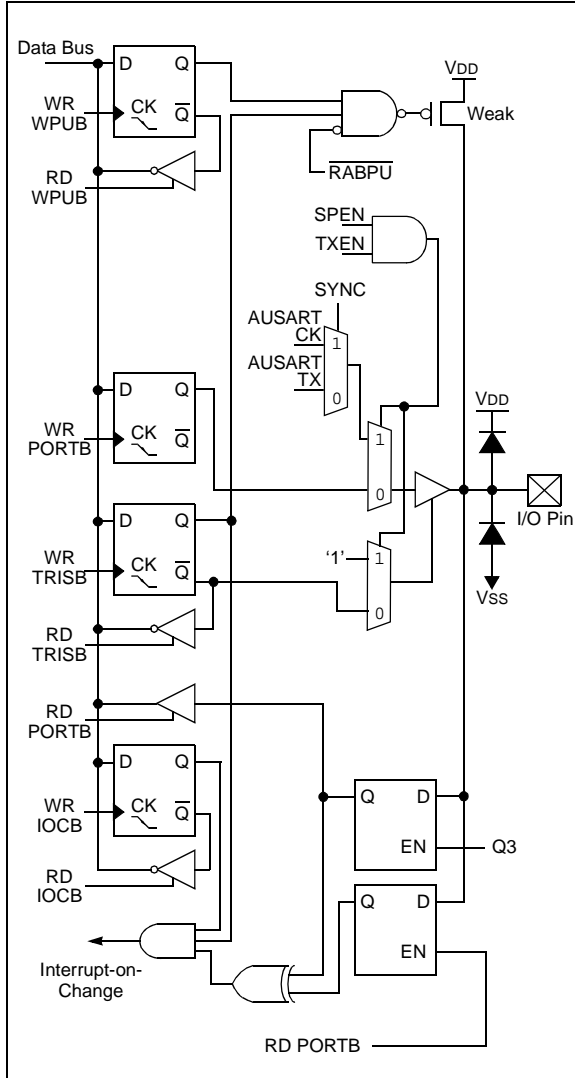 Data Bus
D Q
WR
WPUB
CK
Q
RD
WPUB
VDD
Weak
RABPU
SPEN
TXEN
SYNC
AUSART
CK
1
AUSART
TX
0
D Q
WR
PORTB
CK
Q
1
0
VDD
I/O Pin
VSS
D Q
WR
TRISB
CK
Q
'1'
1
0
RD
TRISB
RD
PORTB
D Q
WR
IOCB
CK
Q
RD
IOCB
Q D
EN
Q3
Q D
EN
Interrupt-on-
Change
RD PORTB